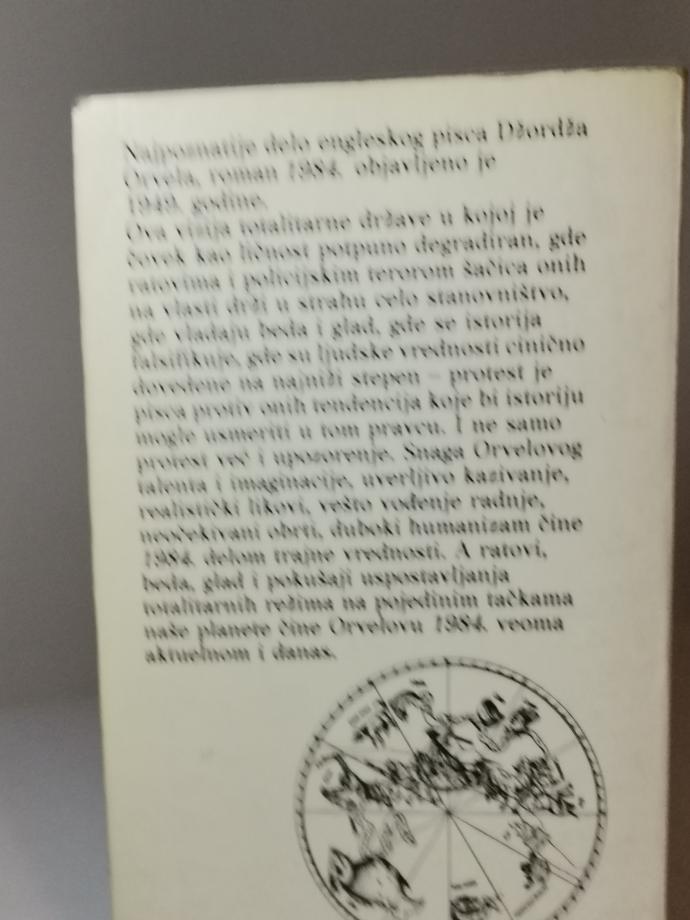 Najpoznatije delo engleskog pisca Džordža
Orvela, roman 1984. objavljeno je
1949. godine.
Ova vizija totalitarne države u kojoj je
čovek kao ličnost potpuno degradiran, gde
ratovima i policijskim terorom šačica onih
na vlasti drži u strahu celo stanovništvo,
gde vladaju beda i glad, gde se istorija
falsifikuje, gde su ljudske vrednosti cinično
dovedene na najniži stepen – protest je
pisca protiv onih tendencija koje bi istoriju
mogle usmeriti u tom pravcu. I ne samo
protest već i upozorenje. Snaga Orvelovog
talenta i imaginacije, uverljivo kazivanje,
realistički likovi, vešto vođenje radnje,
neočekivani obrti, duboki humanizam čine
1984. delom trajne vrednosti. A ratovi,
beda, glad i pokušaji uspostavljanja
totalitarnih režima na pojedinim tačkama
naše planete čine Orvelovu 1984. veoma
aktuelnom i danas.